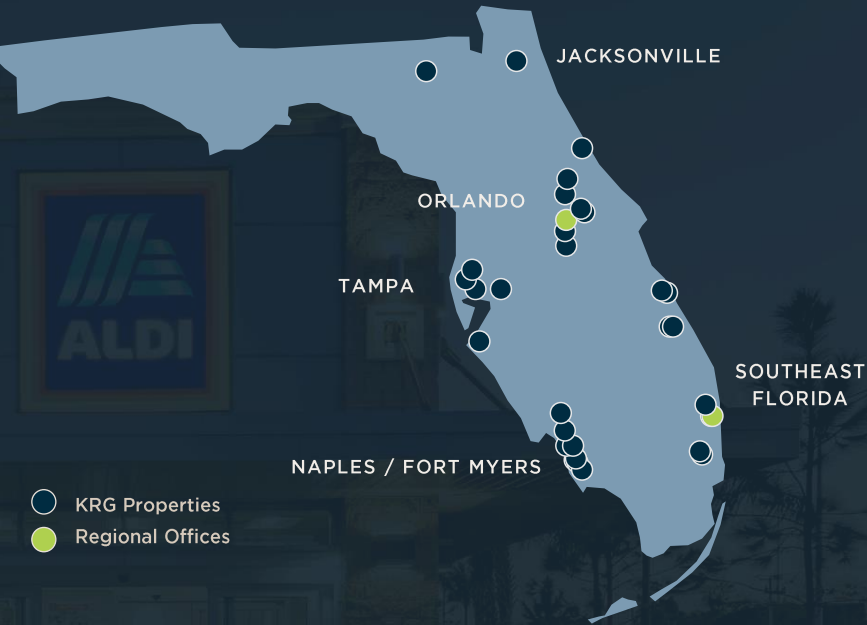 JACKSONVILLE
ORLANDO
TAMPA
SOUTHEAST
FLORIDA
NAPLES / FORT MYERS
KRG Properties
Regional Offices
ALDI